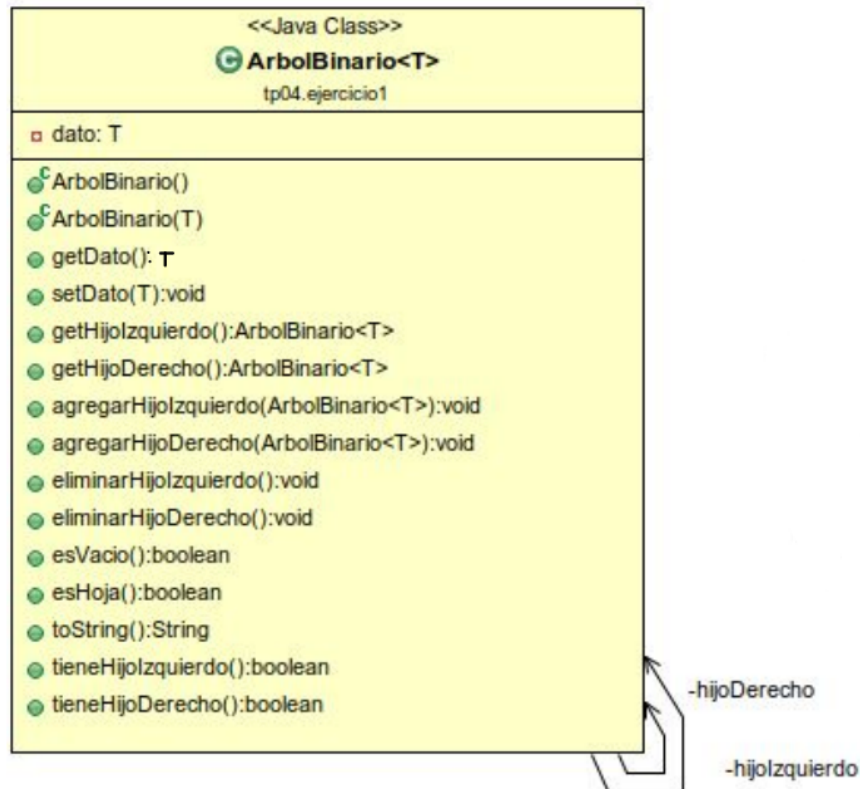 <<Java Class>>
ArbolBinario<T>
tp04.ejercicio1
dato: T
ArbolBinario()
ArbolBinario(T)
getDato(): T
setDato(T):void
getHijoIzquierdo():ArbolBinario<T>
getHijoDerecho():ArbolBinario<T>
agregarHijoIzquierdo(ArbolBinario<T>):void
agregarHijoDerecho(ArbolBinario<T>):void
eliminarHijoIzquierdo():void
eliminarHijoDerecho():void
esVacio():boolean
esHoja():boolean
toString():String
tieneHijoIzquierdo():boolean
tieneHijoDerecho():boolean
-hijoDerecho
-hijoIzquierdo